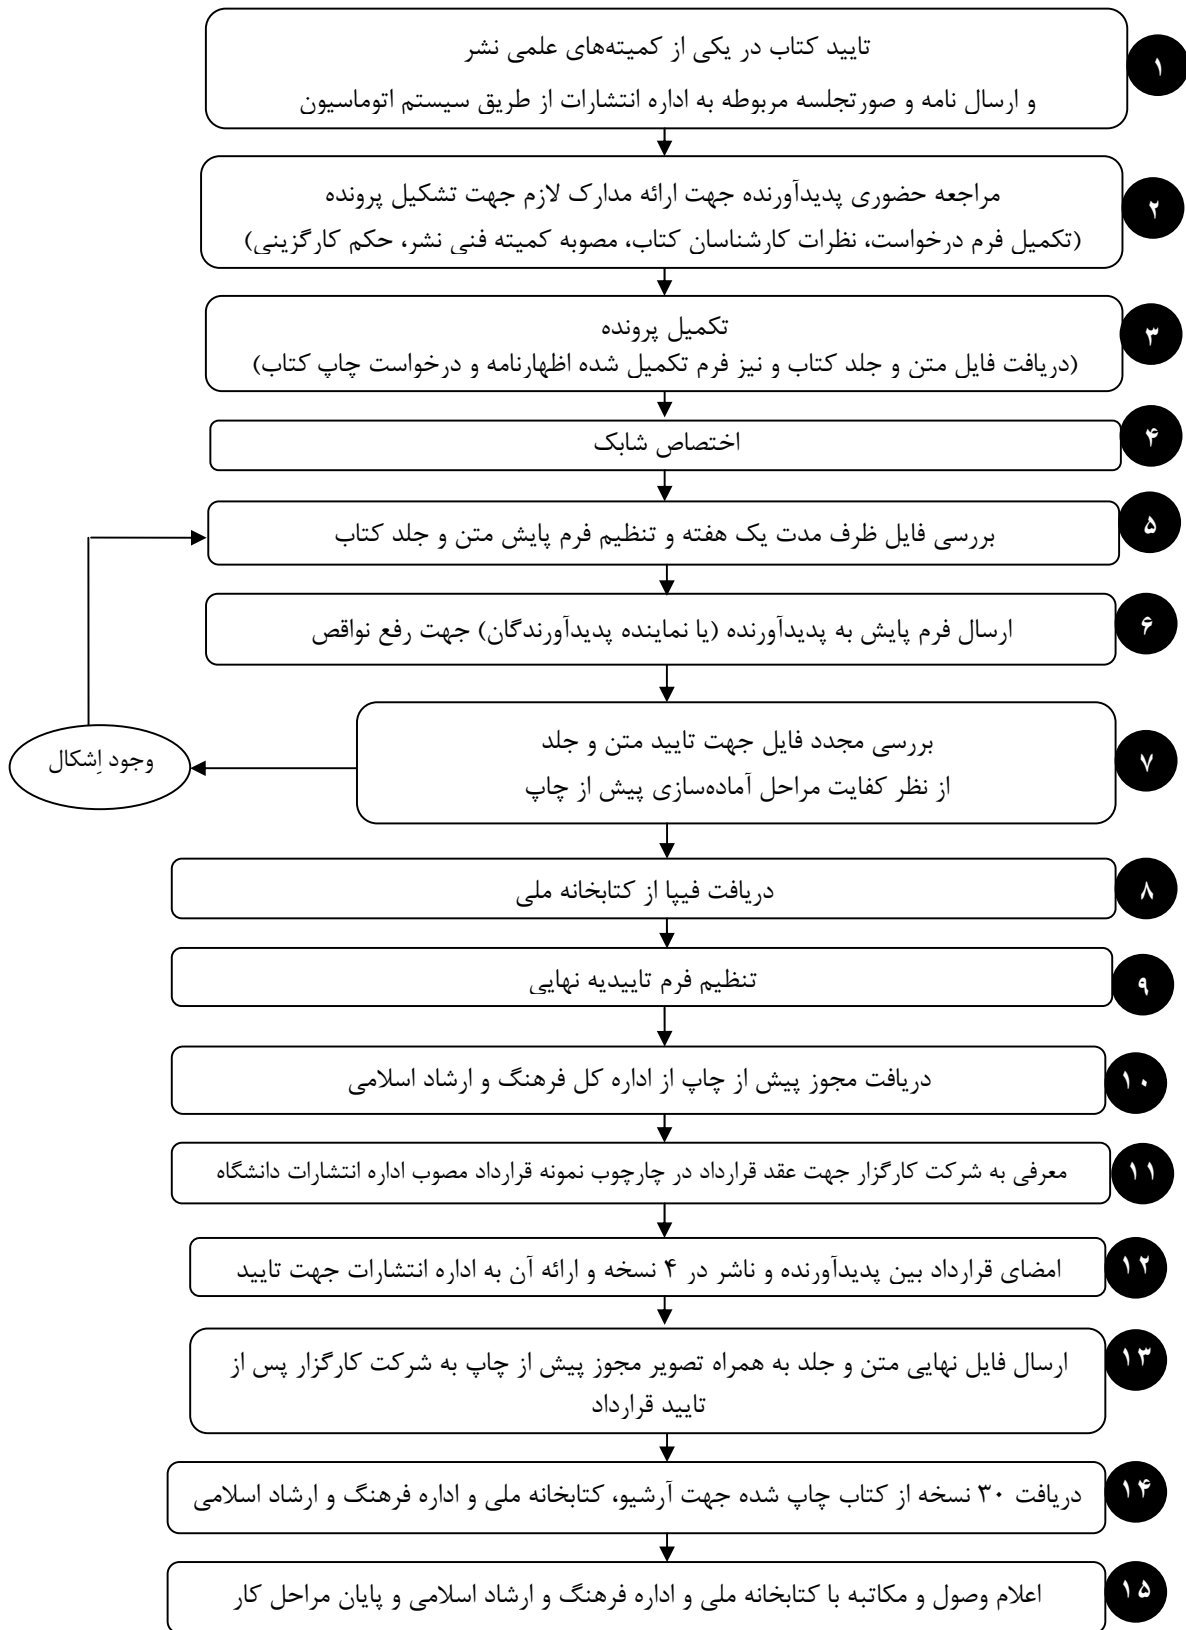 ۱
تایید کتاب در یکی از کمیته‌های علمی نشر
و ارسال نامه و صورتجلسه مربوطه به اداره انتشارات از طریق سیستم اتوماسیون
۲
مراجعه حضوری پدیدآورنده جهت ارائه مدارک لازم جهت تشکیل پرونده
(تکمیل فرم درخواست، نظرات کارشناسان کتاب، مصوبه کمیته فنی نشر، حکم کارگزینی)
۳
تکمیل پرونده
(دریافت فایل متن و جلد کتاب و نیز فرم تکمیل شده اظهارنامه و درخواست چاپ کتاب)
۴
اختصاص شابک
۵
بررسی فایل ظرف مدت یک هفته و تنظیم فرم پایش متن و جلد کتاب
۶
ارسال فرم پایش به پدیدآورنده (یا نماینده پدیدآورندگان) جهت رفع نواقص
۷
بررسی مجدد فایل جهت تایید متن و جلد
از نظر کفایت مراحل آماده‌سازی پیش از چاپ
وجود اِشکال
۸
دریافت فیپا از کتابخانه ملی
۹
تنظیم فرم تاییدیه نهایی
۱۰
دریافت مجوز پیش از چاپ از اداره کل فرهنگ و ارشاد اسلامی
۱۱
معرفی به شرکت کارگزار جهت عقد قرارداد در چارچوب نمونه قرارداد مصوب اداره انتشارات دانشگاه
۱۲
امضای قرارداد بین پدیدآورنده و ناشر در ۴ نسخه و ارائه آن به اداره انتشارات جهت تایید
۱۳
ارسال فایل نهایی متن و جلد به همراه تصویر مجوز پیش از چاپ به شرکت کارگزار پس از
تایید قرارداد
۱۴
دریافت ۳۰ نسخه از کتاب چاپ شده جهت آرشیو، کتابخانه ملی و اداره فرهنگ و ارشاد اسلامی
۱۵
اعلام وصول و مکاتبه با کتابخانه ملی و اداره فرهنگ و ارشاد اسلامی و پایان مراحل کار